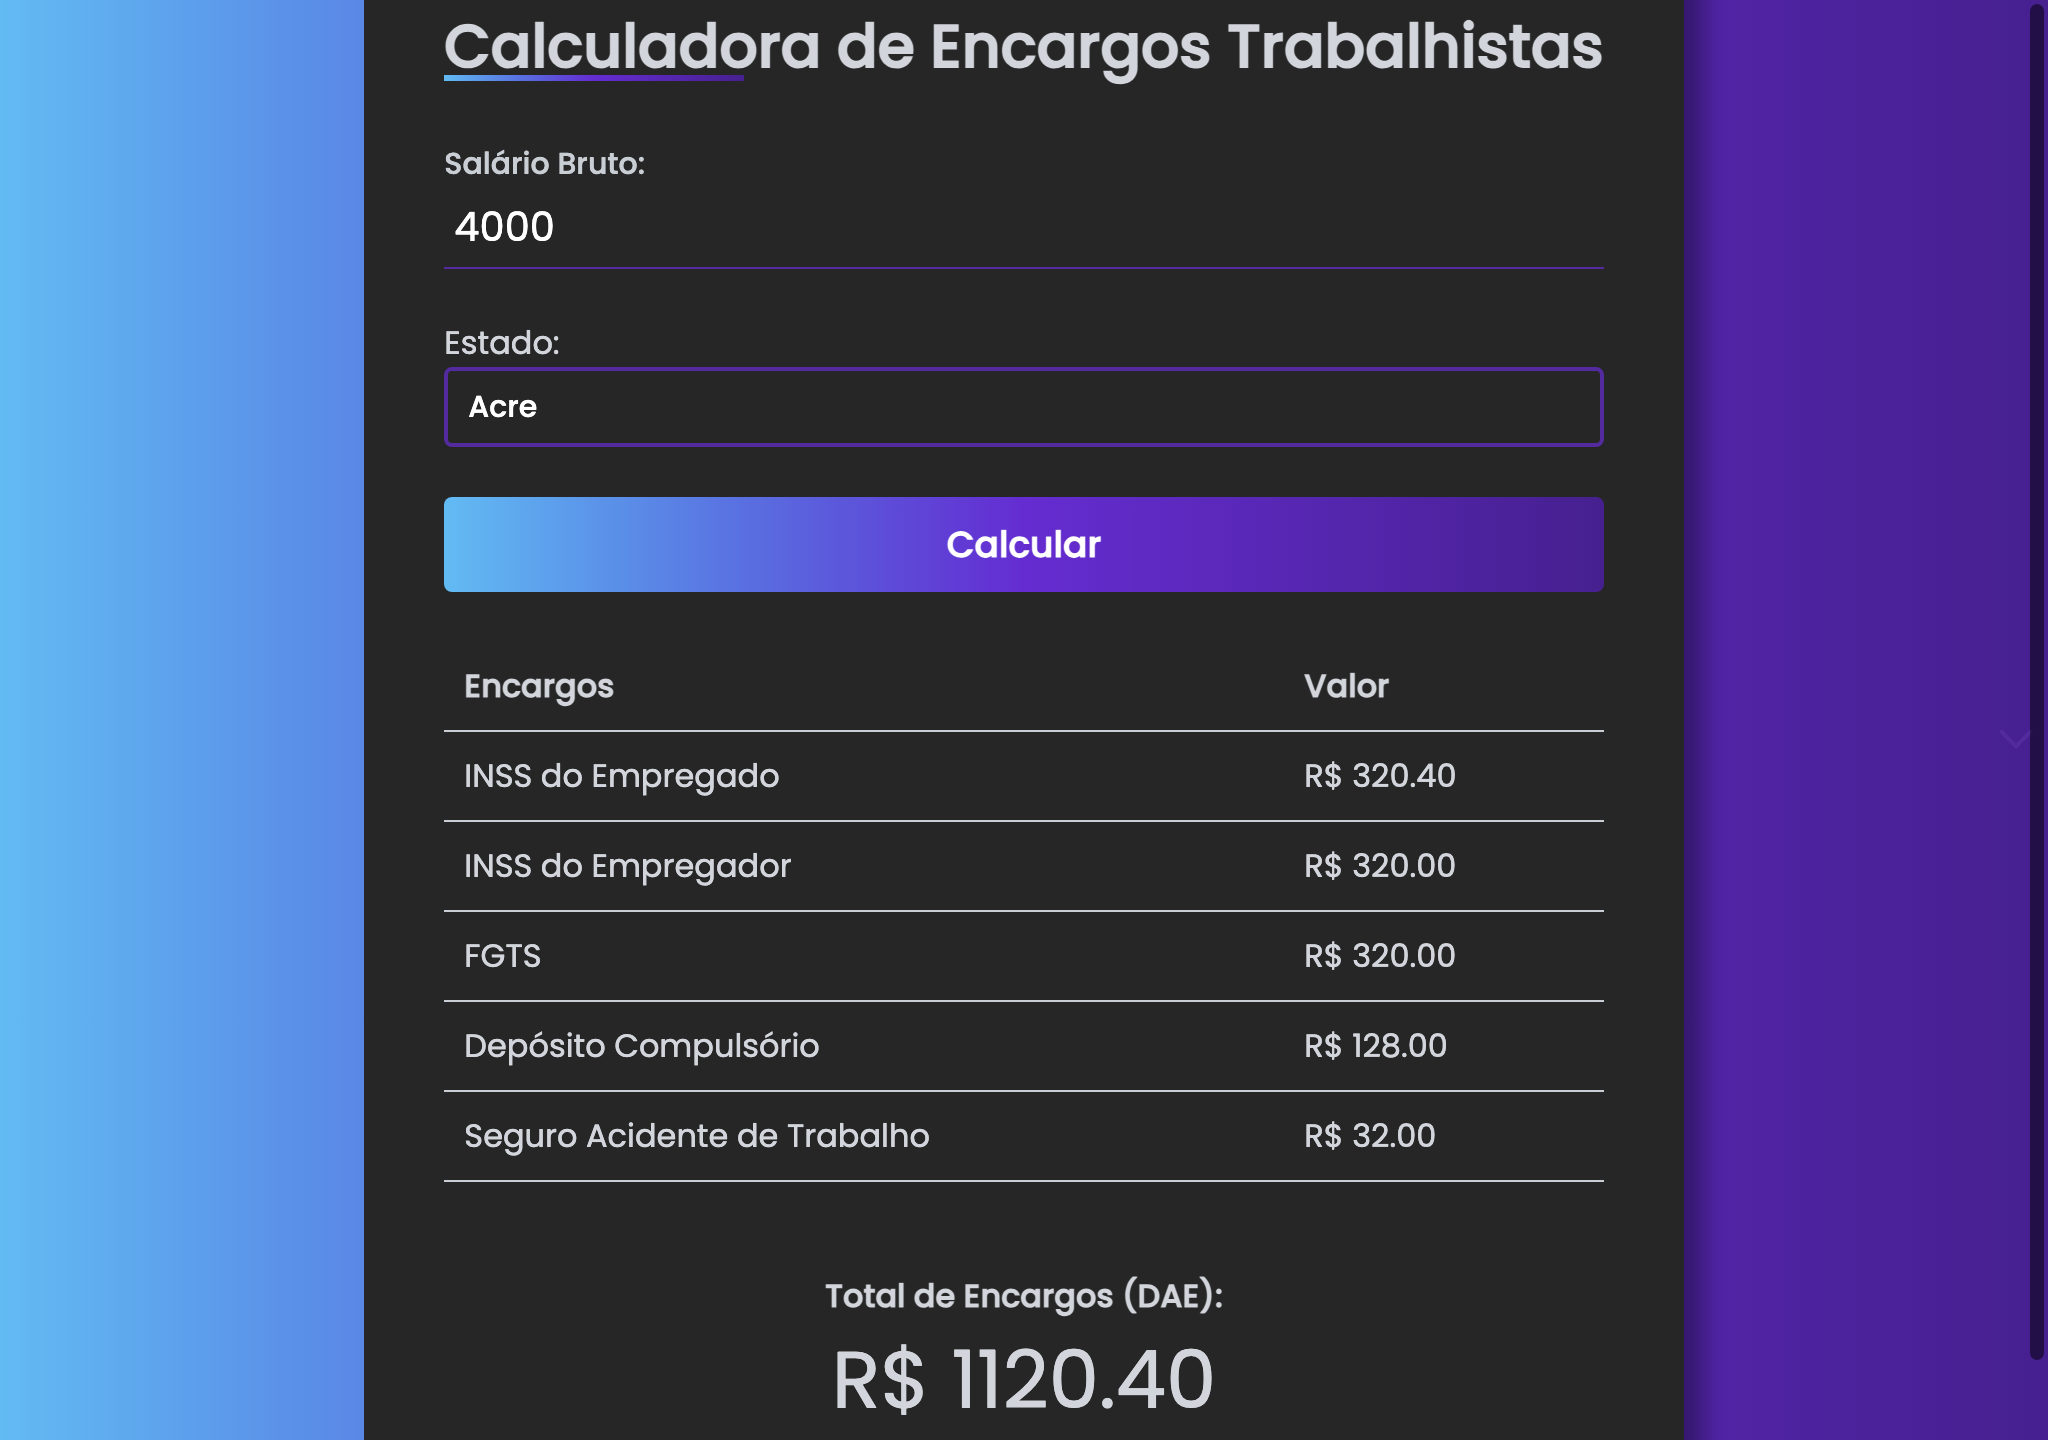 Calculadora de Encargos Trabalhistas
Salário Bruto:
4000
Estado:
Acre
Calcular
Encargos Valor
INSS do Empregado R$ 320.40
INSS do Empregador R$ 320.00
FGTS R$ 320.00
Depósito Compulsório R$ 128.00
Seguro Acidente de Trabalho R$ 32.00
Total de Encargos (DAE):
R$ 1120.40